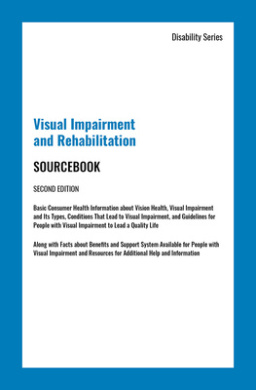 Disability Series
Visual Impairment
and Rehabilitation
SOURCEBOOK
SECOND EDITION
Basic Consumer Health Information about Vision Health, Visual Impairment
and Its Types, Conditions That Lead to Visual Impairment, and Guidelines for
People with Visual Impairment to Lead a Quality Life
Along with Facts about Benefits and Support System Available for People with
Visual Impairment and Resources for Additional Help and Information